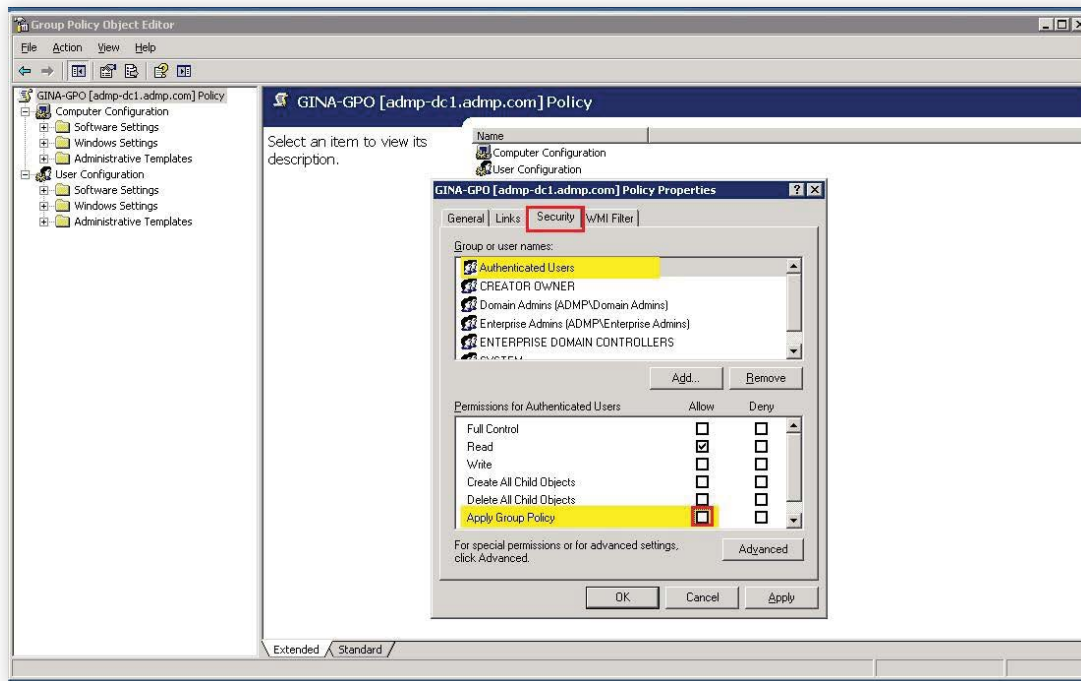 Group Policy Object Editor
File Action View Help
GINA-GPO [admp-dc1.admp.com] Policy
Computer Configuration
Software Settings
Windows Settings
Administrative Templates
User Configuration
Software Settings
Windows Settings
Administrative Templates
GINA-GPO [admp-dc1.admp.com] Policy
Select an item to view its
description.
Name
Computer Configuration
User Configuration
GINA-GPO [admp-dc1.admp.com] Policy Properties
General Links Security WMI Filter
Group or user names:
Authenticated Users
CREATOR OWNER
Domain Admins (ADMP\Domain Admins)
Enterprise Admins (ADMP\Enterprise Admins)
ENTERPRISE DOMAIN CONTROLLERS
Add... Remove
Permissions for Authenticated Users Allow Deny
Full Control
Read
Write
Create All Child Objects
Delete All Child Objects
Apply Group Policy
For special permissions or for advanced settings,
click Advanced.
Advanced
OK Cancel Apply
Extended Standard